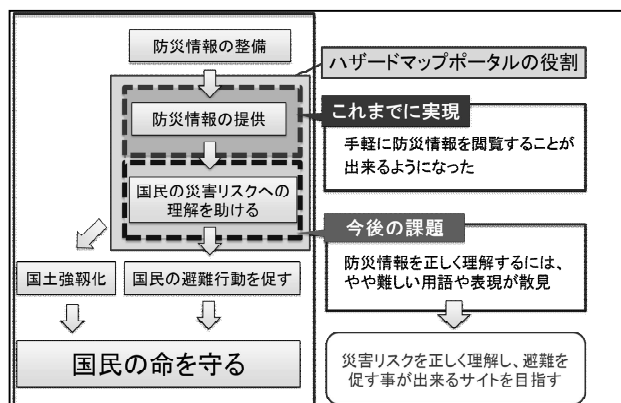 防災情報の整備
ハザードマップポータルの役割
防災情報の提供
これまでに実現
手軽に防災情報を閲覧することが
出来るようになった
国民の災害リスクへの
理解を助ける
今後の課題
防災情報を正しく理解するには、
やや難しい用語や表現が散見
国土強靱化
国民の避難行動を促す
国民の命を守る
災害リスクを正しく理解し、避難を
促す事が出来るサイトを目指す